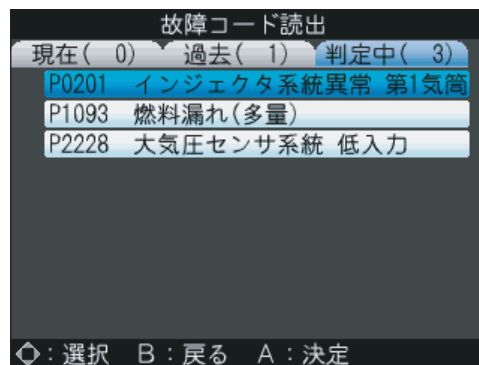 故障コード読出
現在( 0) 過去( 1) 判定中( 3)
P0201 インジェクタ系統異常 第1気筒
P1093 燃料漏れ(多量)
P2228 大気圧センサ系統 低入力
:選択 B:戻る A:決定